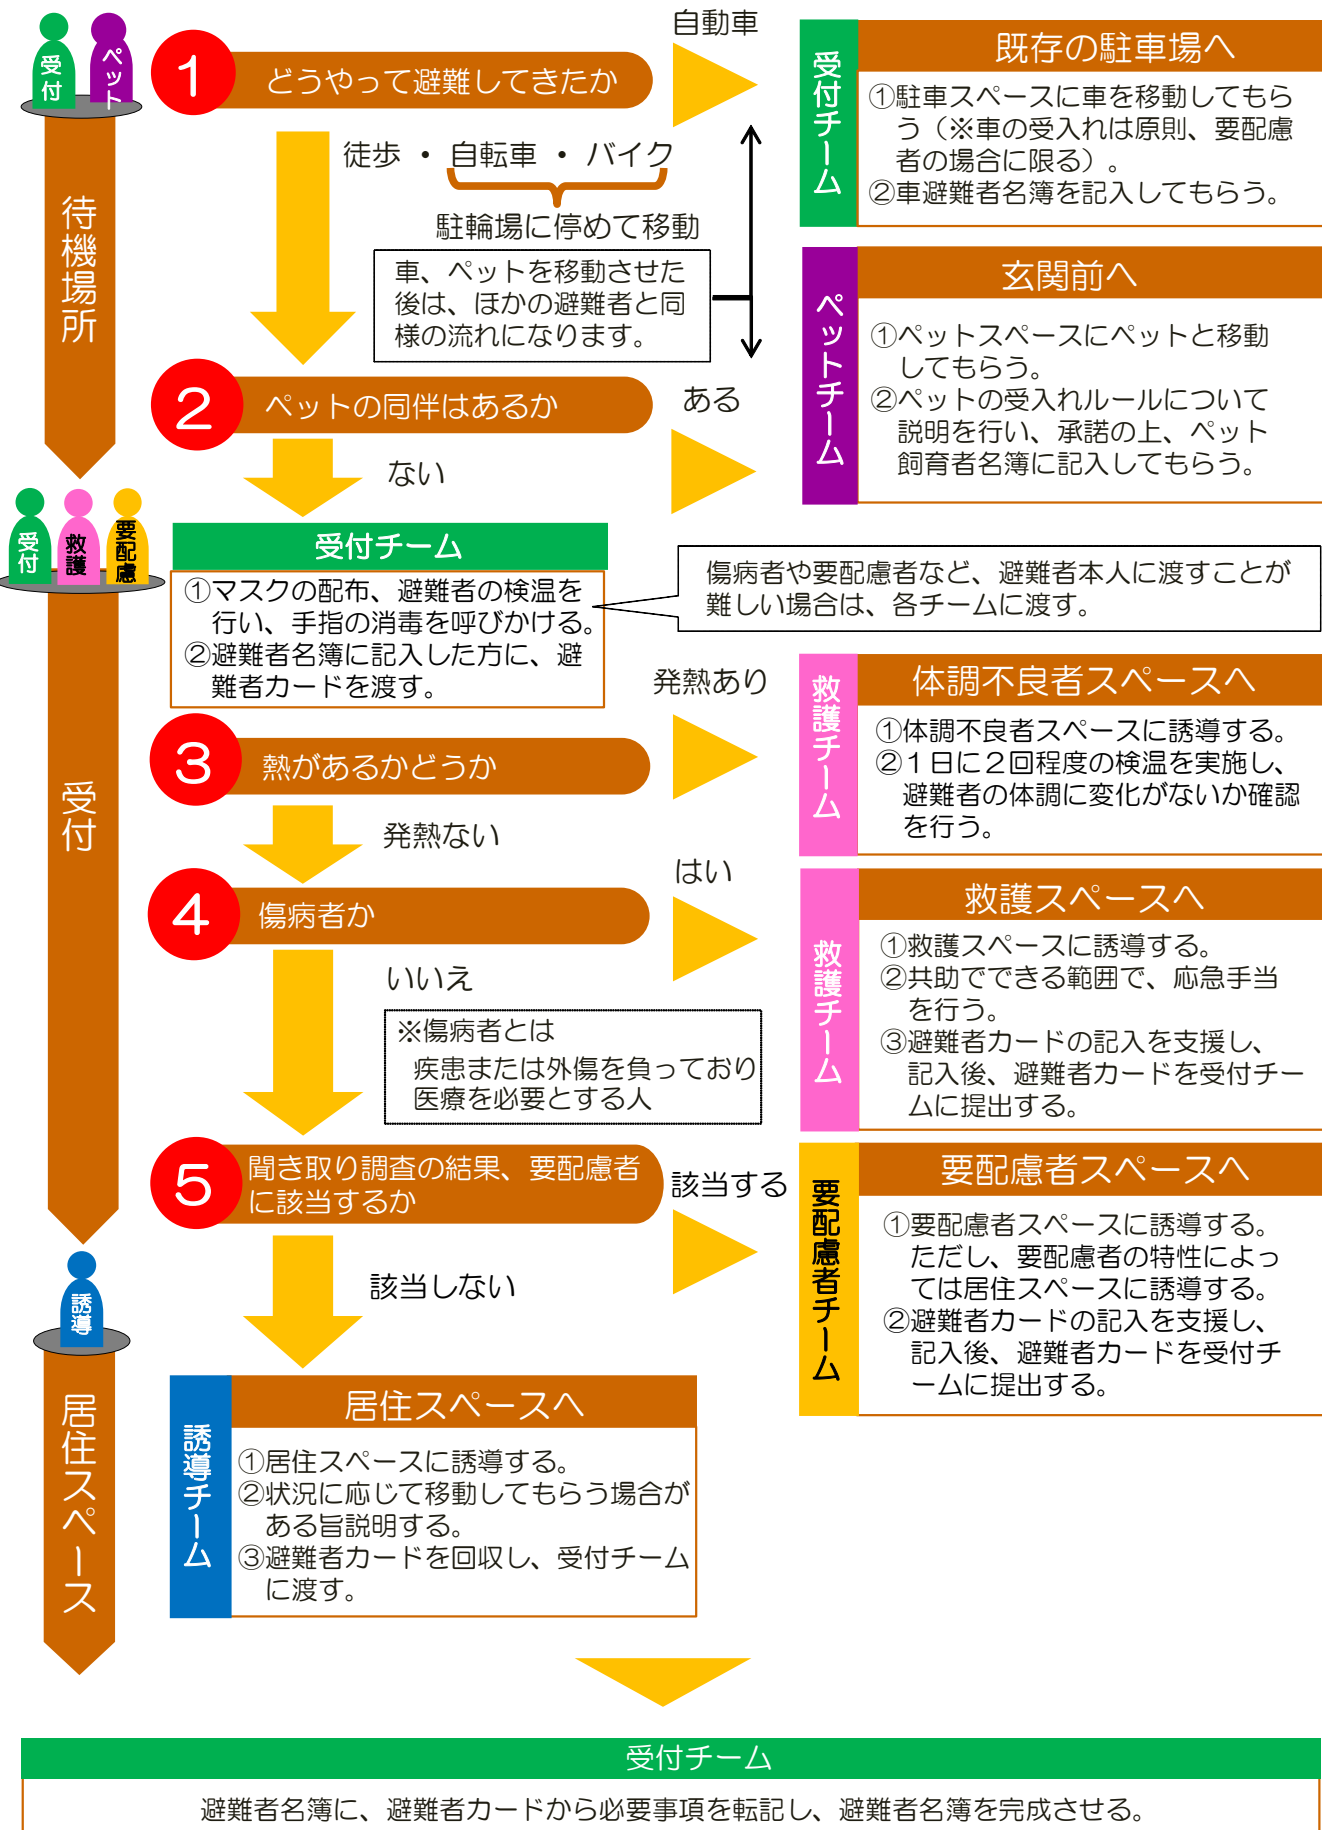 受付
ペット
待機場所
1
どうやって避難してきたか
自動車
徒歩 ・ 自転車 ・ バイク
駐輪場に停めて移動
車、ペットを移動させた
後は、ほかの避難者と同
様の流れになります。
受付チーム
既存の駐車場へ
①駐車スペースに車を移動してもら
う（※車の受入れは原則、要配慮
者の場合に限る）。
②車避難者名簿を記入してもらう。
2
ペットの同伴はあるか
ある
ない
ペットチーム
玄関前へ
①ペットスペースにペットと移動
してもらう。
②ペットの受入れルールについて
説明を行い、承諾の上、ペット
飼育者名簿に記入してもらう。
受付
救護
要配慮
受付
受付チーム
①マスクの配布、避難者の検温を
行い、手指の消毒を呼びかける。
②避難者名簿に記入した方に、避
難者カードを渡す。
傷病者や要配慮者など、避難者本人に渡すことが
難しい場合は、各チームに渡す。
3
熱があるかどうか
発熱あり
発熱ない
救護チーム
体調不良者スペースへ
①体調不良者スペースに誘導する。
②１日に２回程度の検温を実施し、
避難者の体調に変化がないか確認
を行う。
4
傷病者か
はい
いいえ
※傷病者とは
疾患または外傷を負っており
医療を必要とする人
救護チーム
救護スペースへ
①救護スペースに誘導する。
②共助でできる範囲で、応急手当
を行う。
③避難者カードの記入を支援し、
記入後、避難者カードを受付チー
ムに提出する。
5
聞き取り調査の結果、要配慮者
に該当するか
該当する
該当しない
要配慮者チーム
要配慮者スペースへ
①要配慮者スペースに誘導する。
ただし、要配慮者の特性によっ
ては居住スペースに誘導する。
②避難者カードの記入を支援し、
記入後、避難者カードを受付チ
ームに提出する。
誘導
居住スペース
誘導チーム
居住スペースへ
①居住スペースに誘導する。
②状況に応じて移動してもらう場合が
ある旨説明する。
③避難者カードを回収し、受付チーム
に渡す。
受付チーム
避難者名簿に、避難者カードから必要事項を転記し、避難者名簿を完成させる。